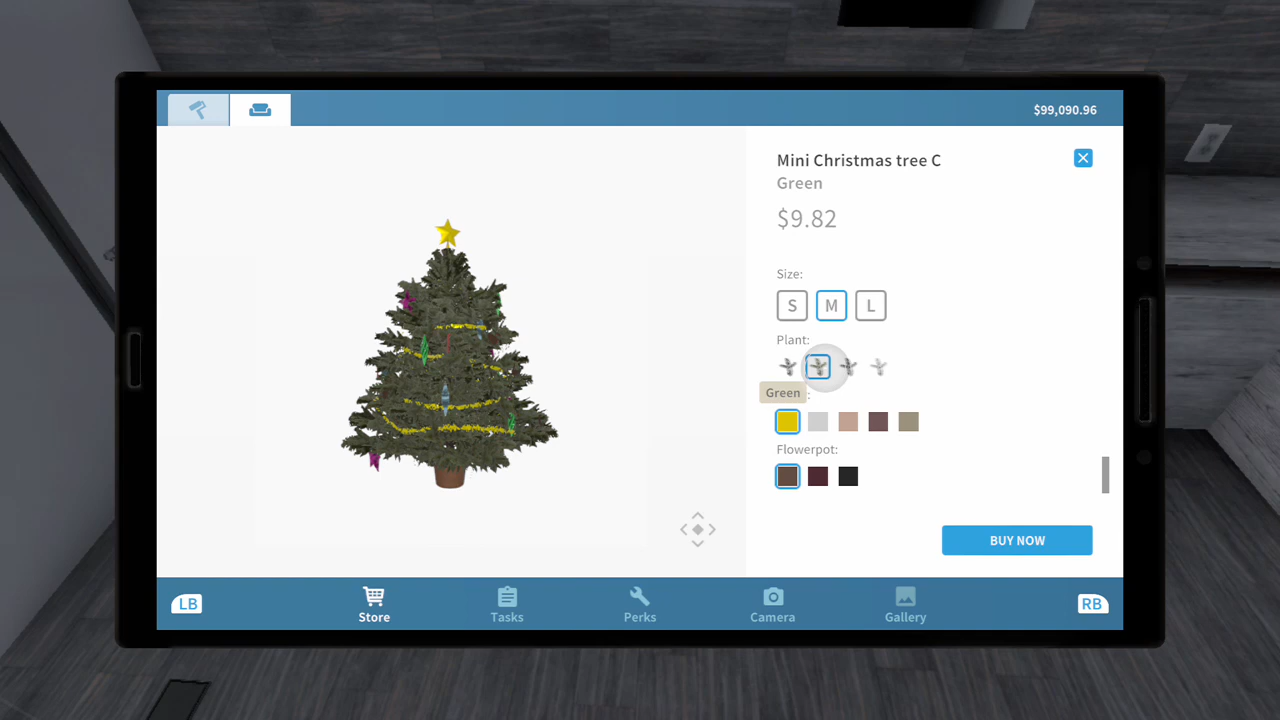 $99,090.96
Mini Christmas tree C
Green
$9.82
Size:
S M L
Plant:
Green :
Flowerpot:
BUY NOW
LB Store Tasks Perks Camera Gallery RB